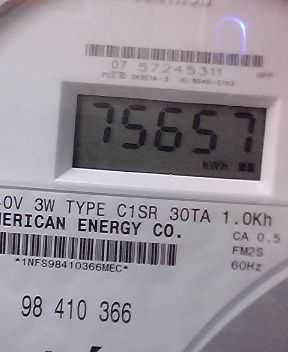 07 57245311
75657
kWh
0V 3W TYPE C1SR 30TA 1.0Kh
MERICAN ENERGY CO.
CA 0.5
FM2S
*1NFS98410366MEC*
60Hz
98 410 366